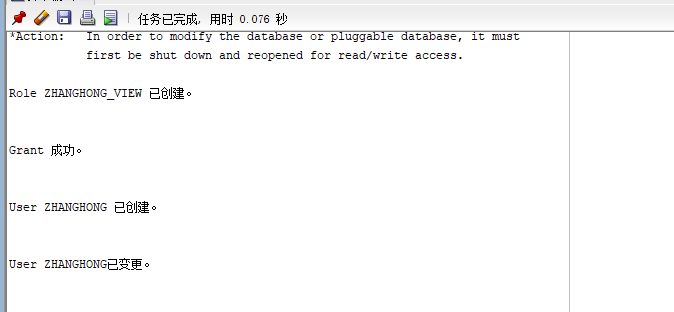 任务已完成, 用时 0.076 秒
*Action:   In order to modify the database or pluggable database, it must
           first be shut down and reopened for read/write access.
Role ZHANGHONG_VIEW 已创建。
Grant 成功。
User ZHANGHONG 已创建。
User ZHANGHONG已变更。